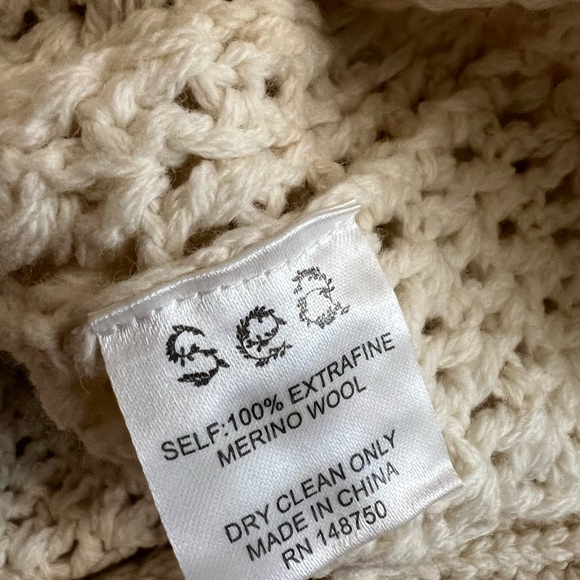 SELF:100% EXTRAFINE
MERINO WOOL
DRY CLEAN ONLY
MADE IN CHINA
RN 148750